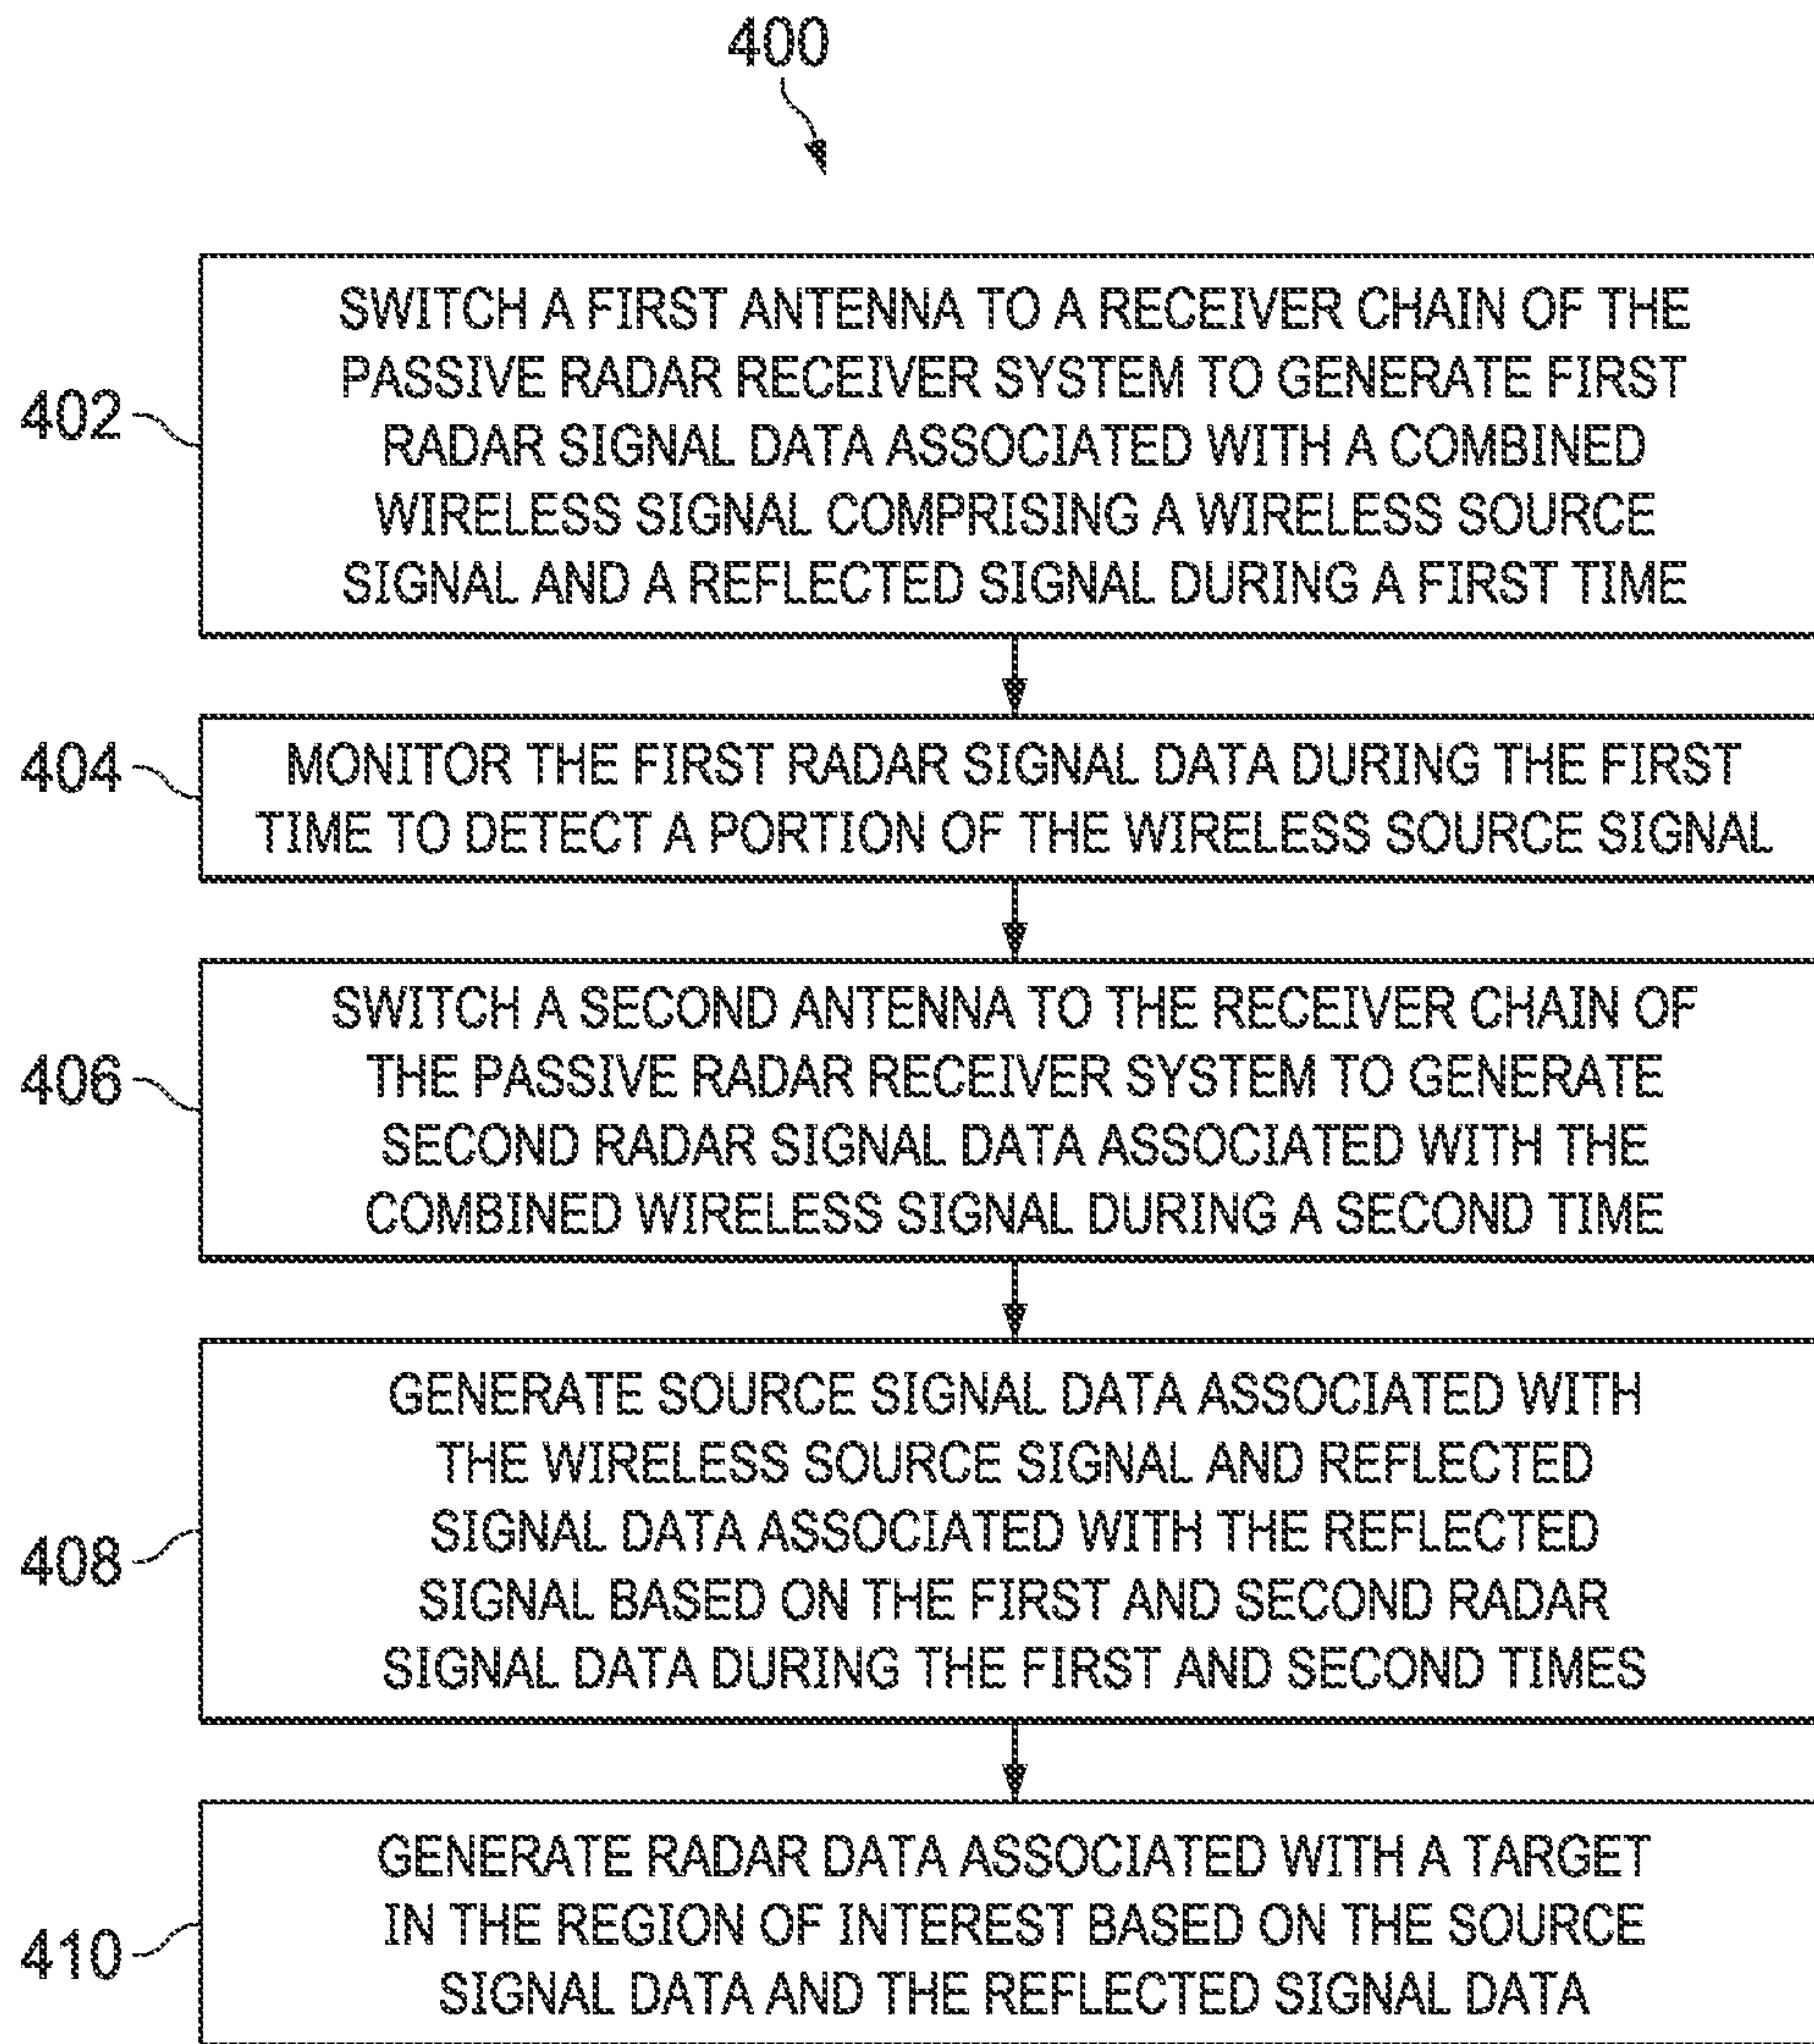 400
402
SWITCH A FIRST ANTENNA TO A RECEIVER CHAIN OF THE
PASSIVE RADAR RECEIVER SYSTEM TO GENERATE FIRST
RADAR SIGNAL DATA ASSOCIATED WITH A COMBINED
WIRELESS SIGNAL COMPRISING A WIRELESS SOURCE
SIGNAL AND A REFLECTED SIGNAL DURING A FIRST TIME
404
MONITOR THE FIRST RADAR SIGNAL DATA DURING THE FIRST
TIME TO DETECT A PORTION OF THE WIRELESS SOURCE SIGNAL
406
SWITCH A SECOND ANTENNA TO THE RECEIVER CHAIN OF
THE PASSIVE RADAR RECEIVER SYSTEM TO GENERATE
SECOND RADAR SIGNAL DATA ASSOCIATED WITH THE
COMBINED WIRELESS SIGNAL DURING A SECOND TIME
408
GENERATE SOURCE SIGNAL DATA ASSOCIATED WITH
THE WIRELESS SOURCE SIGNAL AND REFLECTED
SIGNAL DATA ASSOCIATED WITH THE REFLECTED
SIGNAL BASED ON THE FIRST AND SECOND RADAR
SIGNAL DATA DURING THE FIRST AND SECOND TIMES
410
GENERATE RADAR DATA ASSOCIATED WITH A TARGET
IN THE REGION OF INTEREST BASED ON THE SOURCE
SIGNAL DATA AND THE REFLECTED SIGNAL DATA